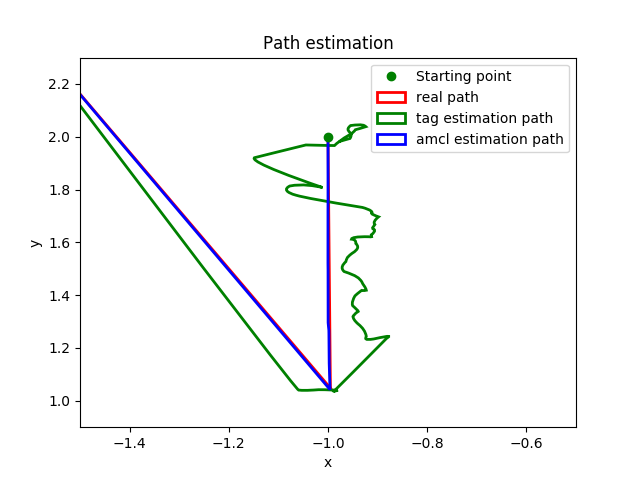 Path estimation
Starting point
real path
tag estimation path
amcl estimation path
y
2.2
2.0
1.8
1.6
1.4
1.2
1.0
−1.4
−1.2
−1.0
−0.8
−0.6
x